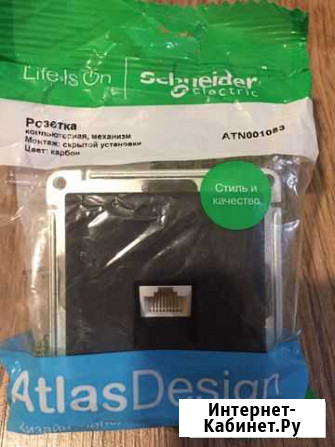 Life Is On
Schneider
Electric
Розетка
компьютерная, механизм
Монтаж: скрытой установки
Цвет: карбон
ATN001083
Стиль и
качество
AtlasDesign
Интернет-
Кабинет.Ру